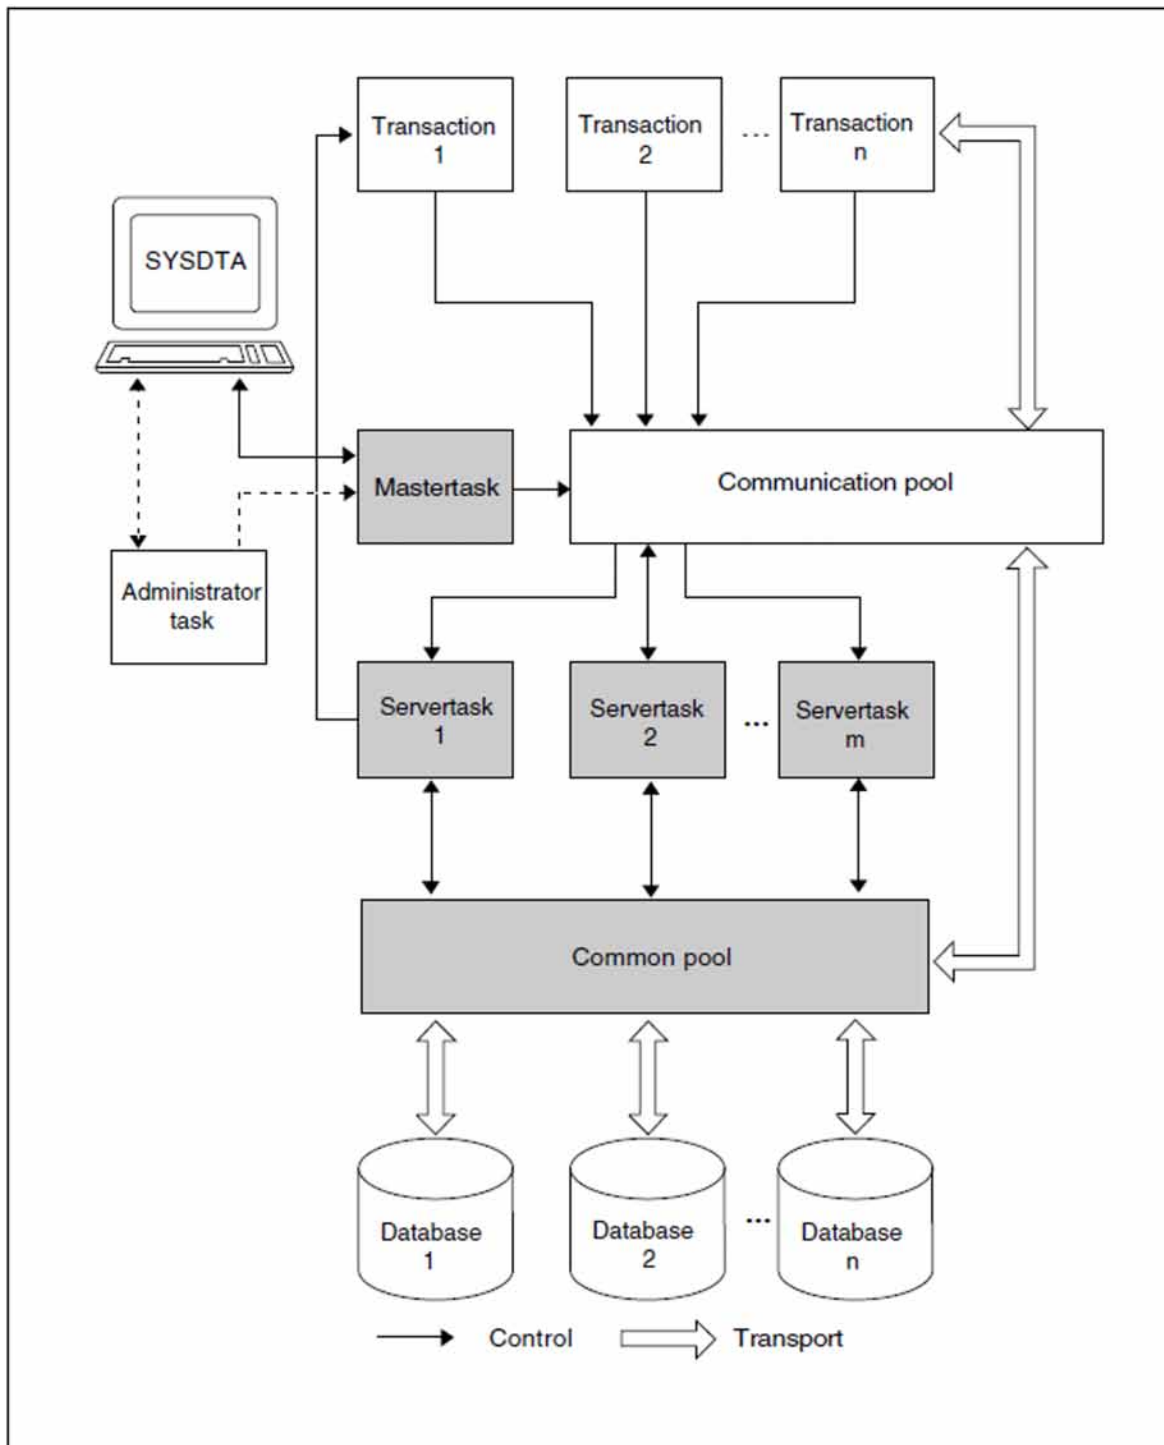 Transaction
1
Transaction
2
...
Transaction
n
SYSDTA
Mastertask
Communication pool
Administrator
task
Servertask
1
Servertask
2
...
Servertask
m
Common pool
Database
1
Database
2
...
Database
n
Control
Transport